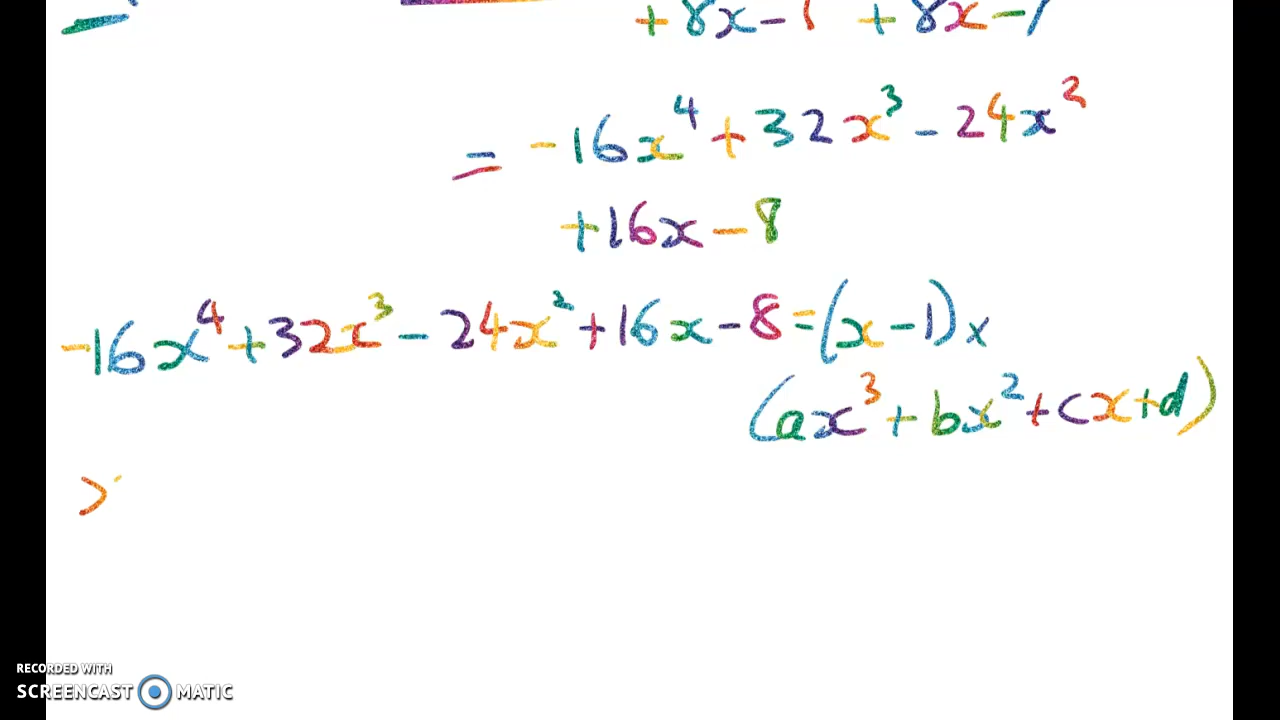 +8x-1 +8x-1
= -16x⁴+32x³-24x²
+16x-8
-16x⁴+32x³-24x²+16x-8=(x-1)x
(ax³+bx²+cx+d)
RECORDED WITH
SCREENCAST MATIC